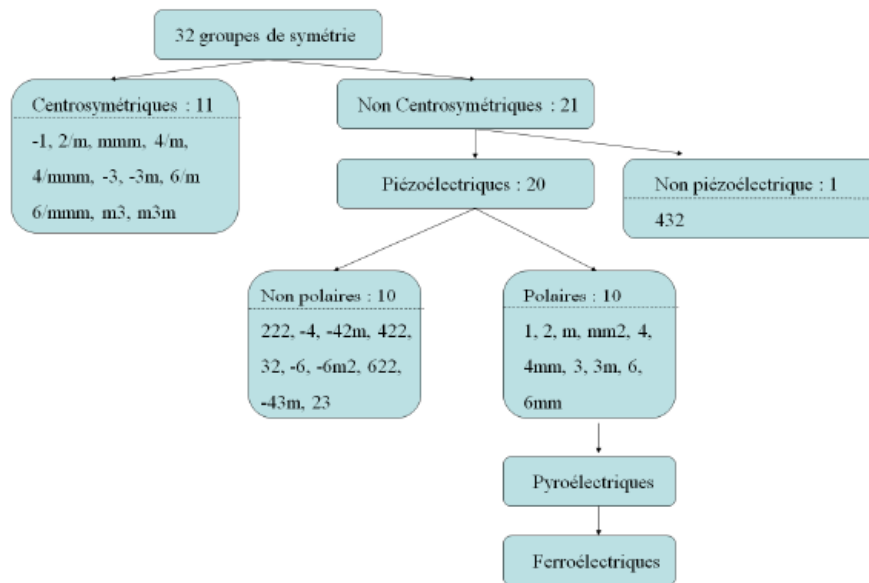 32 groupes de symétrie
Centrosymétriques : 11
-1, 2/m, mmm, 4/m,
4/mmm, -3, -3m, 6/m
6/mmm, m3, m3m
Non Centrosymétriques : 21
Piézoélectriques : 20
Non piézoélectrique : 1
432
Non polaires : 10
222, -4, -42m, 422,
32, -6, -6m2, 622,
-43m, 23
Polaires : 10
1, 2, m, mm2, 4,
4mm, 3, 3m, 6,
6mm
Pyroélectriques
Ferroélectriques